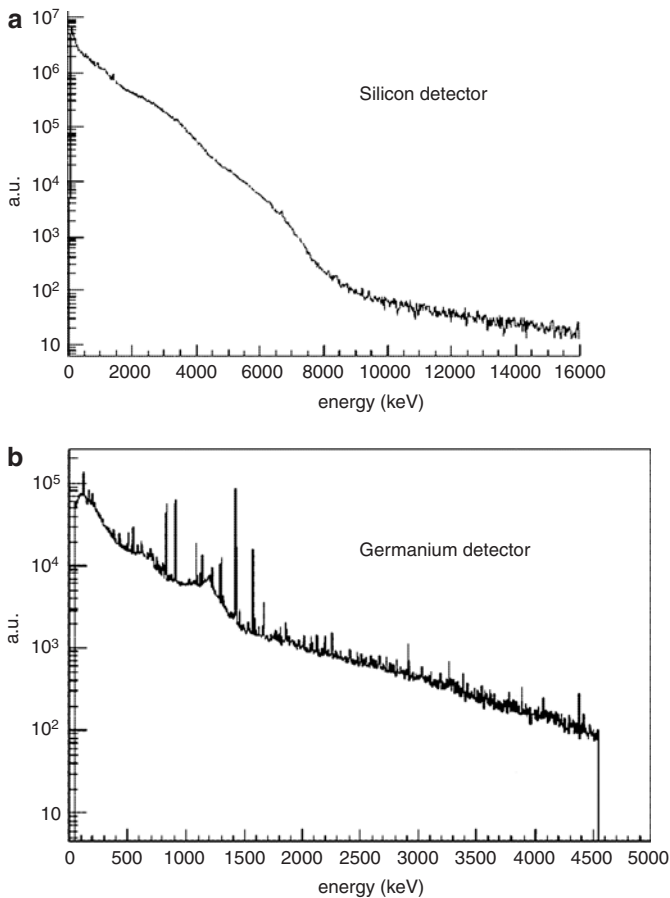 a
10⁷
10⁶
10⁵
10⁴
10³
10²
10
a.u.
Silicon detector
0 2000 4000 6000 8000 10000 12000 14000 16000
energy (keV)
b
10⁵
10⁴
10³
10²
10
a.u.
Germanium detector
0 500 1000 1500 2000 2500 3000 3500 4000 4500 5000
energy (keV)